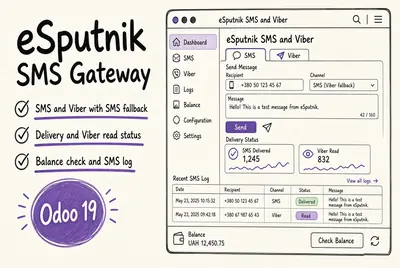 eSputnik
SMS Gateway
SMS and Viber with SMS fallback
Delivery and Viber read status
Balance check and SMS log
Odoo 19
eSputnik SMS and Viber
Dashboard
SMS
Viber
Logs
Balance
Configuration
Settings
eSputnik SMS and Viber
SMS
Viber
Send Message
Recipient
Channel
+380 50 123 45 67
SMS (Viber fallback)
Message
Hello! This is a test message from eSputnik.
42 / 160
Send
Delivery Status
SMS Delivered
1,245
Viber Read
832
Recent SMS Log
View all logs
Date
Recipient
Channel
Status
Message
May 23, 2025 10:15:32
+380 50 123 45 67
SMS
Delivered
Hello! This is a test
message from eSputnik.
May 23, 2025 09:42:18
+380 67 987 65 43
Viber
Read
Hello! This is a test
message from eSputnik.
Balance
UAH 12,450.75
Check Balance